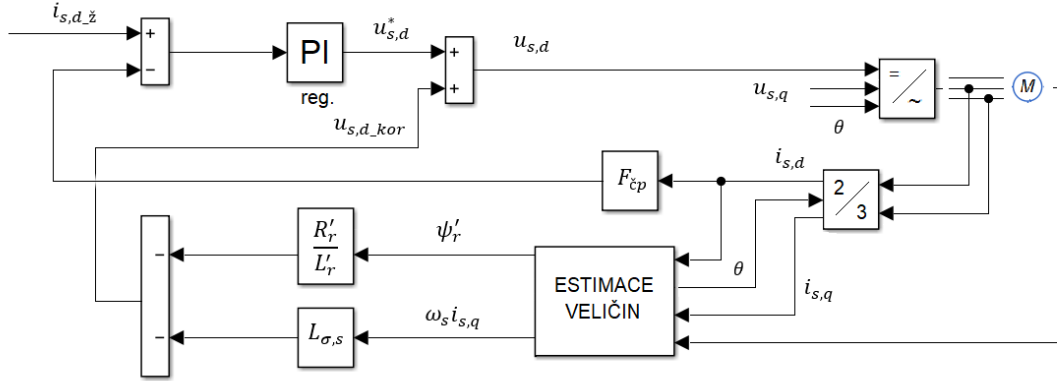 i_{s,d_ž}
+
−
PI
reg.
u*_{s,d}
+
+
u_{s,d}
u_{s,d_kor}
u_{s,q}
θ
=
~
M
i_{s,d}
F_{čp}
2
3
−
R'_r
L'_r
ψ'_r
θ
i_{s,q}
ESTIMACE
VELIČIN
−
L_{σ,s}
ω_s i_{s,q}